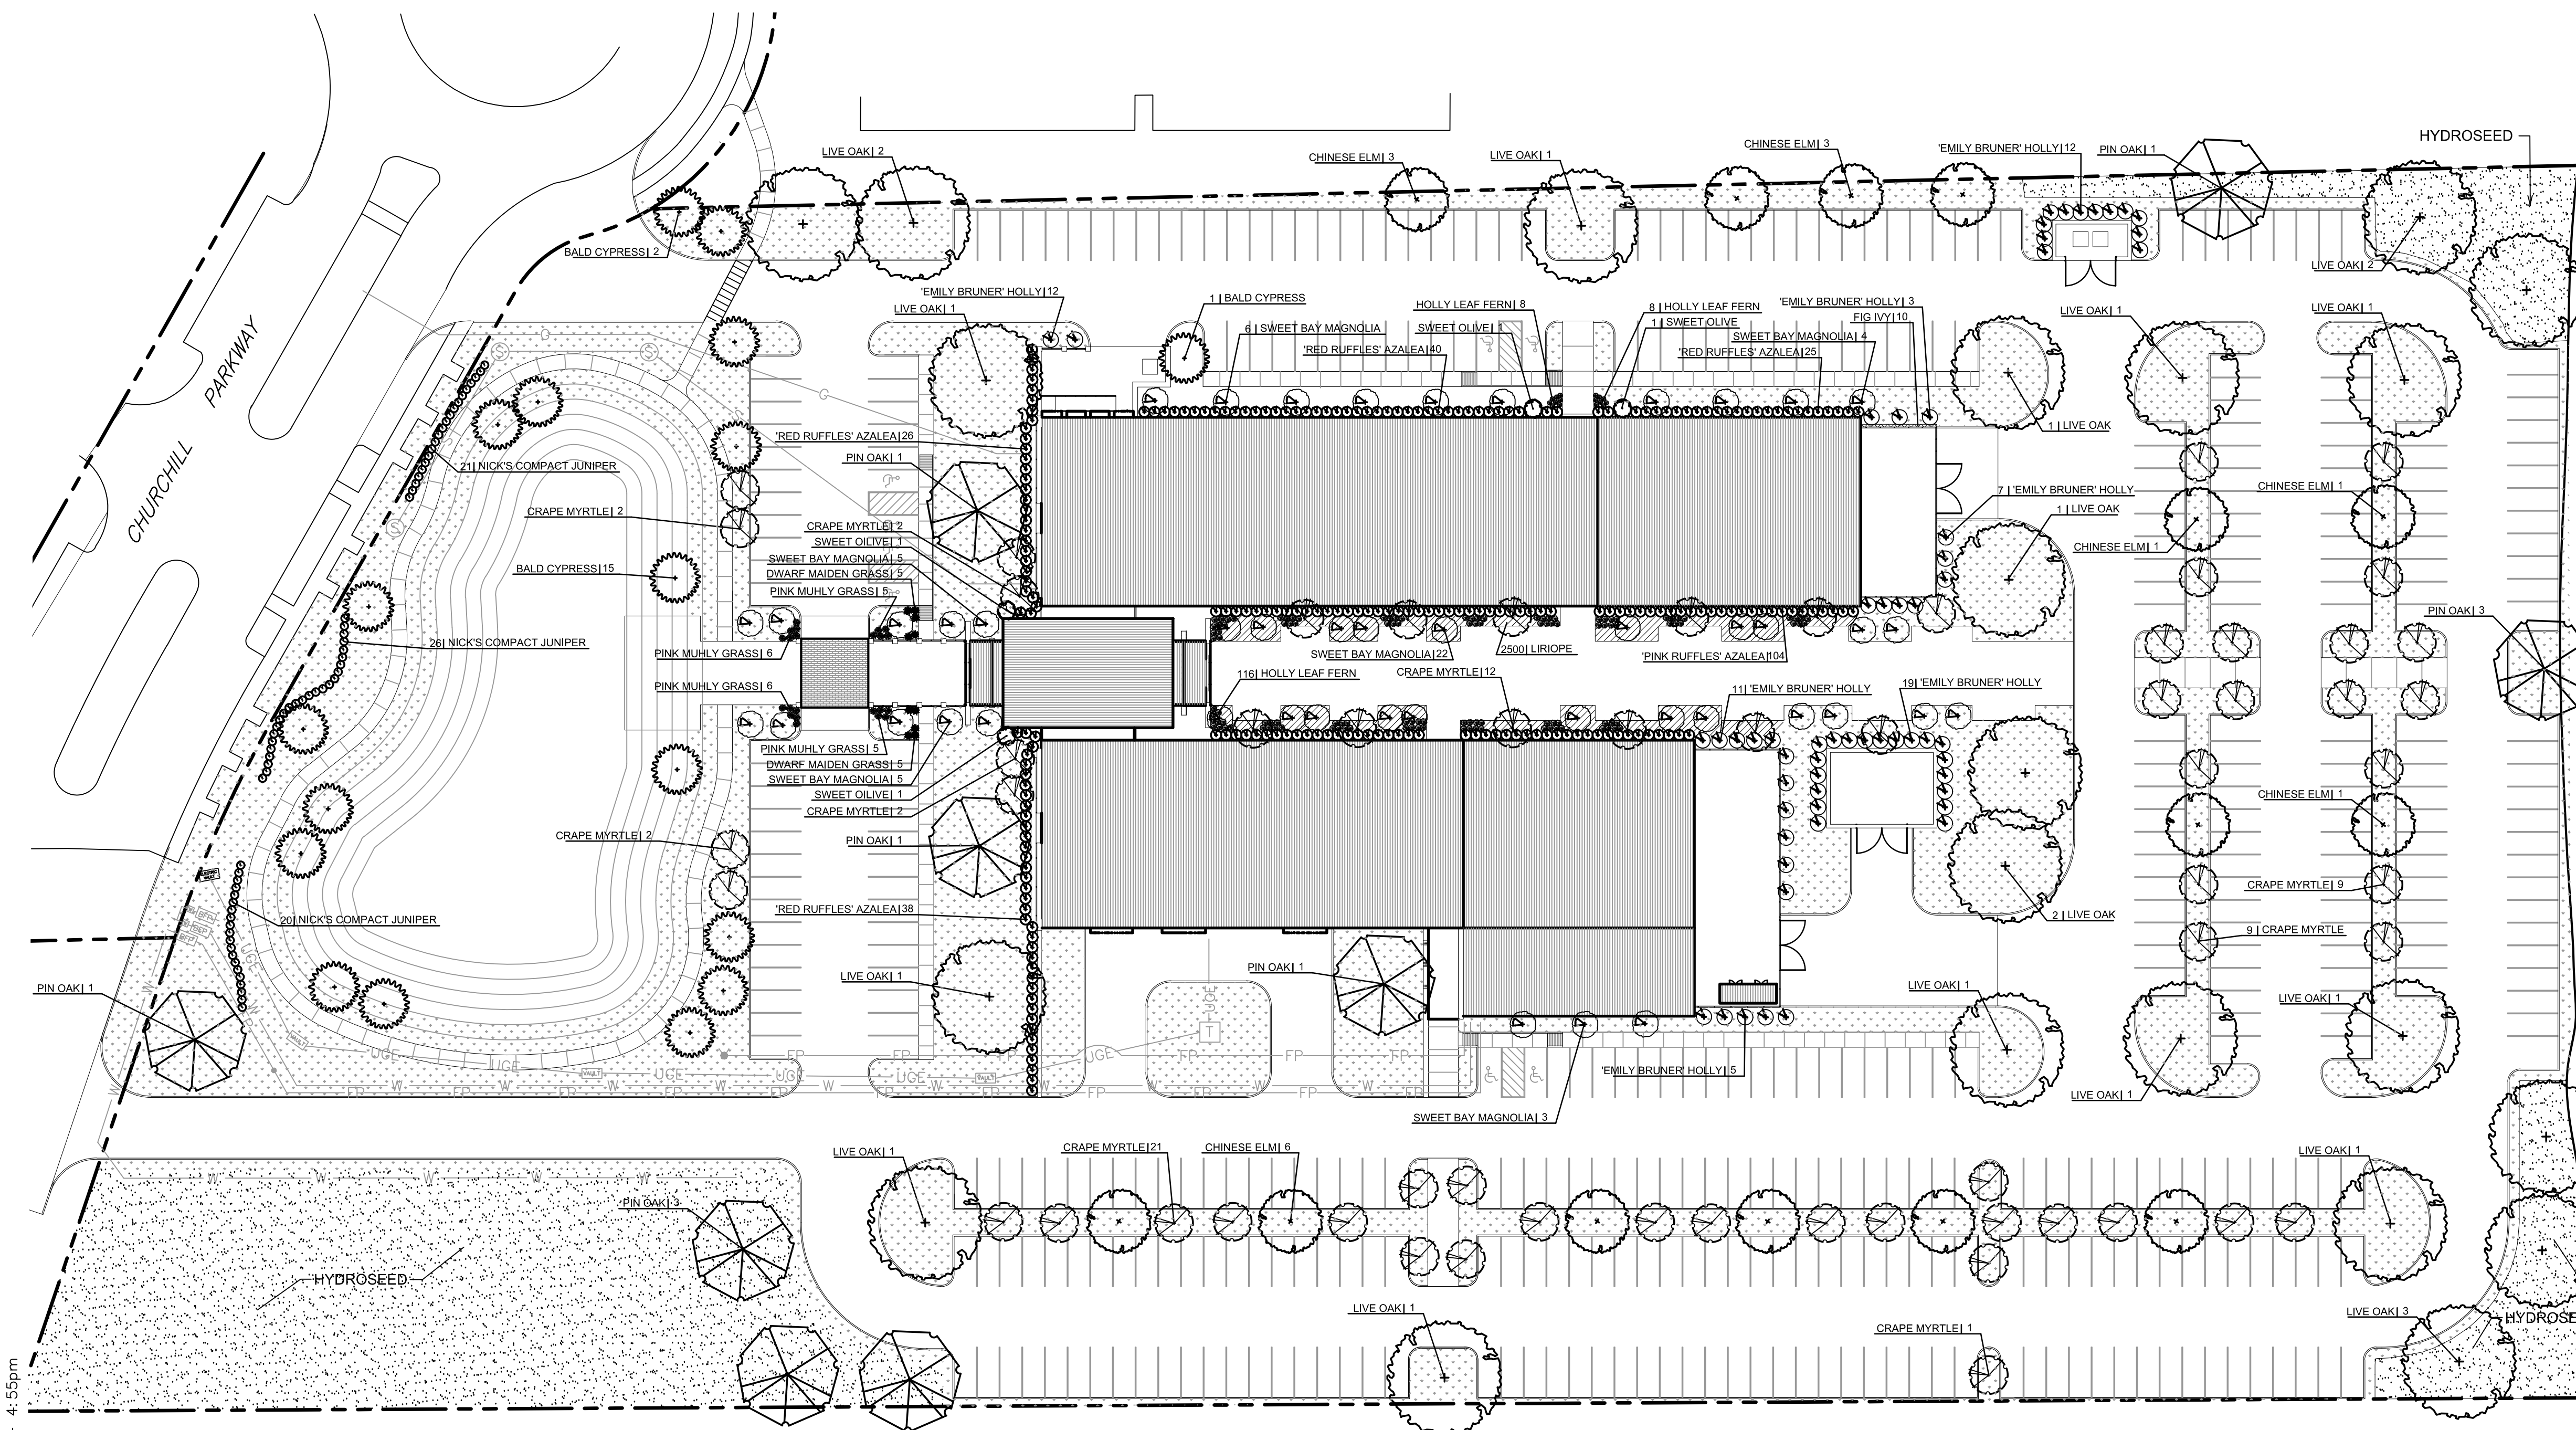 HYDROSEED
CHINESE ELM| 3
'EMILY BRUNER' HOLLY|12
PIN OAK| 1
LIVE OAK| 2
CHINESE ELM| 3
LIVE OAK| 1
BALD CYPRESS| 2
LIVE OAK| 2
'EMILY BRUNER' HOLLY|12
1 | BALD CYPRESS
HOLLY LEAF FERN| 8
8 | HOLLY LEAF FERN
'EMILY BRUNER' HOLLY| 3
LIVE OAK| 1
LIVE OAK| 1
LIVE OAK| 1
6 | SWEET BAY MAGNOLIA
SWEET OLIVE| 1
1 | SWEET OLIVE
FIG IVY|10
SWEET BAY MAGNOLIA| 4
'RED RUFFLES' AZALEA|40
'RED RUFFLES' AZALEA|25
CHURCHILL PARKWAY
'RED RUFFLES' AZALEA|26
1 | LIVE OAK
PIN OAK| 1
21| NICK'S COMPACT JUNIPER
7 | 'EMILY BRUNER' HOLLY
CHINESE ELM| 1
CRAPE MYRTLE| 2
1 | LIVE OAK
CRAPE MYRTLE| 2
SWEET OILIVE| 1
CHINESE ELM| 1
SWEET BAY MAGNOLIA| 5
BALD CYPRESS|15
DWARF MAIDEN GRASS| 5
PINK MUHLY GRASS| 5
PIN OAK| 3
26| NICK'S COMPACT JUNIPER
PINK MUHLY GRASS| 6
SWEET BAY MAGNOLIA|22
2500| LIRIOPE
'PINK RUFFLES' AZALEA|104
116| HOLLY LEAF FERN
CRAPE MYRTLE|12
PINK MUHLY GRASS| 6
11| 'EMILY BRUNER' HOLLY
19| 'EMILY BRUNER' HOLLY
PINK MUHLY GRASS| 5
DWARF MAIDEN GRASS| 5
SWEET BAY MAGNOLIA| 5
SWEET OILIVE| 1
CHINESE ELM| 1
CRAPE MYRTLE| 2
CRAPE MYRTLE| 2
PIN OAK| 1
ELECTRIC VAULT
CRAPE MYRTLE| 9
'RED RUFFLES' AZALEA|38
20| NICK'S COMPACT JUNIPER
2 | LIVE OAK
9 | CRAPE MYRTLE
PIN OAK| 1
LIVE OAK| 1
PIN OAK| 1
LIVE OAK| 1
LIVE OAK| 1
UGE
W
VAULT
T
FP
UGE
W
FP
'EMILY BRUNER' HOLLY| 5
LIVE OAK| 1
SWEET BAY MAGNOLIA| 3
LIVE OAK| 1
CRAPE MYRTLE|21
CHINESE ELM| 6
LIVE OAK| 1
PIN OAK| 3
HYDROSEED
LIVE OAK| 1
LIVE OAK| 3
HYDROSE
CRAPE MYRTLE| 1
4:55pm